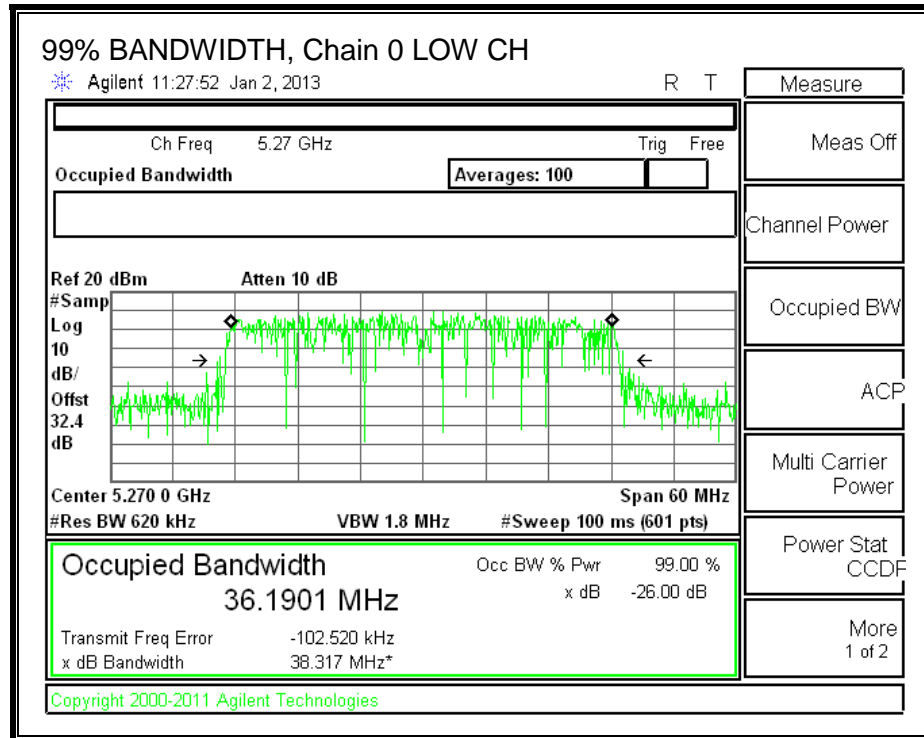 99% BANDWIDTH, Chain 0 LOW CH
Agilent 11:27:52 Jan 2, 2013 R T
Measure
Ch Freq 5.27 GHz Trig Free
Occupied Bandwidth Averages: 100
Ref 20 dBm Atten 10 dB
#Samp
Log
10
dB/
Offst
32.4
dB
Center 5.270 0 GHz Span 60 MHz
#Res BW 620 kHz VBW 1.8 MHz #Sweep 100 ms (601 pts)
Occupied Bandwidth Occ BW % Pwr 99.00 %
36.1901 MHz x dB -26.00 dB
Transmit Freq Error -102.520 kHz
x dB Bandwidth 38.317 MHz*
Copyright 2000-2011 Agilent Technologies
Meas Off
Channel Power
Occupied BW
ACP
Multi Carrier
Power
Power Stat
CCDF
More
1 of 2